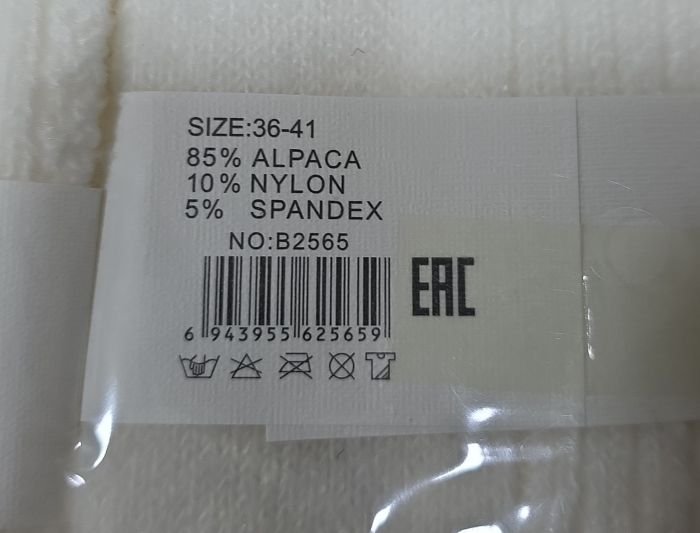 SIZE:36-41
85% ALPACA
10% NYLON
5% SPANDEX
NO:B2565
EAC
6 943955 625659